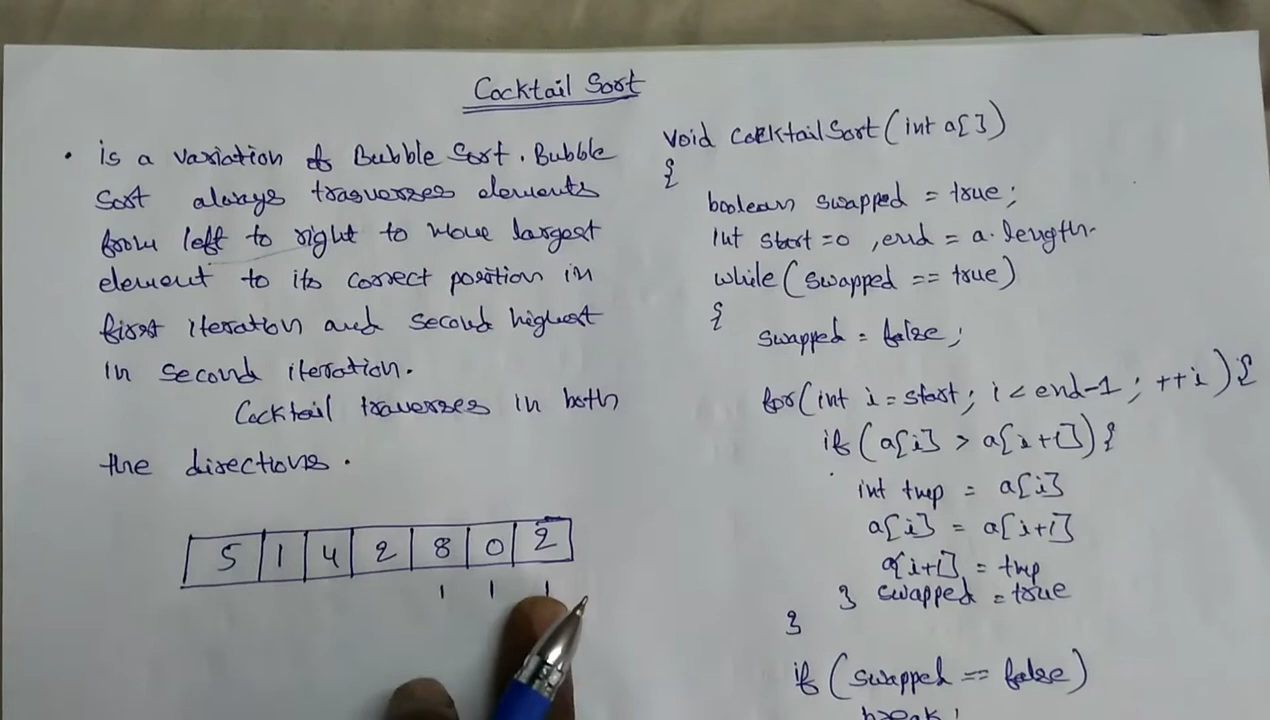 Cocktail Sort
• is a variation of Bubble Sort. Bubble
Sort always traverses elements
from left to right to move largest
element to its correct position in
first iteration and second highest
in second iteration.
Cocktail traverses in both
the directions.
5 1 4 2 8 0 2
void CocktailSort(int a[])
{
boolean swapped = true;
int start=0, end = a.length.
while(swapped == true)
{
swapped = false;
for(int i=start; i<end-1; ++i){
if(a[i] > a[i+1]){
int tmp = a[i]
a[i] = a[i+1]
a[i+1] = tmp
} swapped = true
}
if(swapped == false)
break;